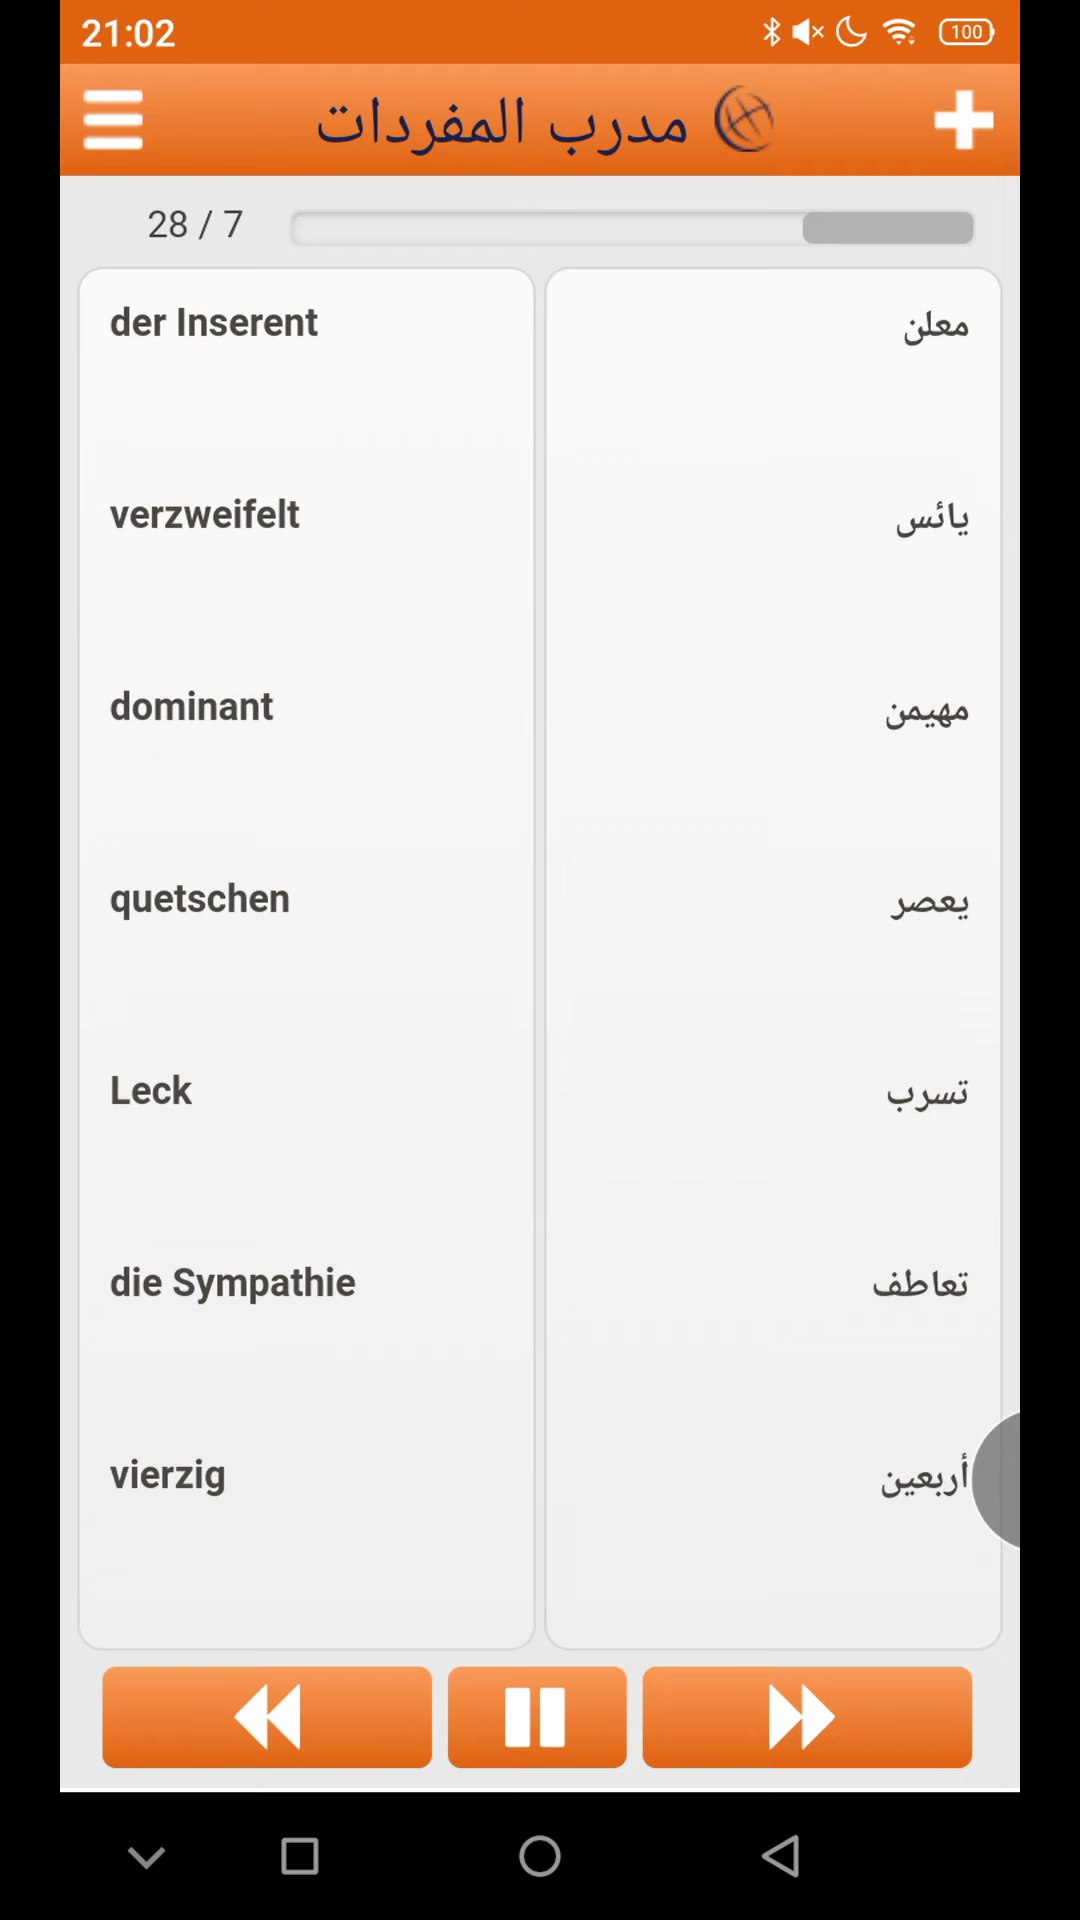 21:02
100
مدرب المفردات
28 / 7
der Inserent
معلن
verzweifelt
يائس
dominant
مهيمن
quetschen
يعصر
Leck
تسرب
die Sympathie
تعاطف
vierzig
أربعين